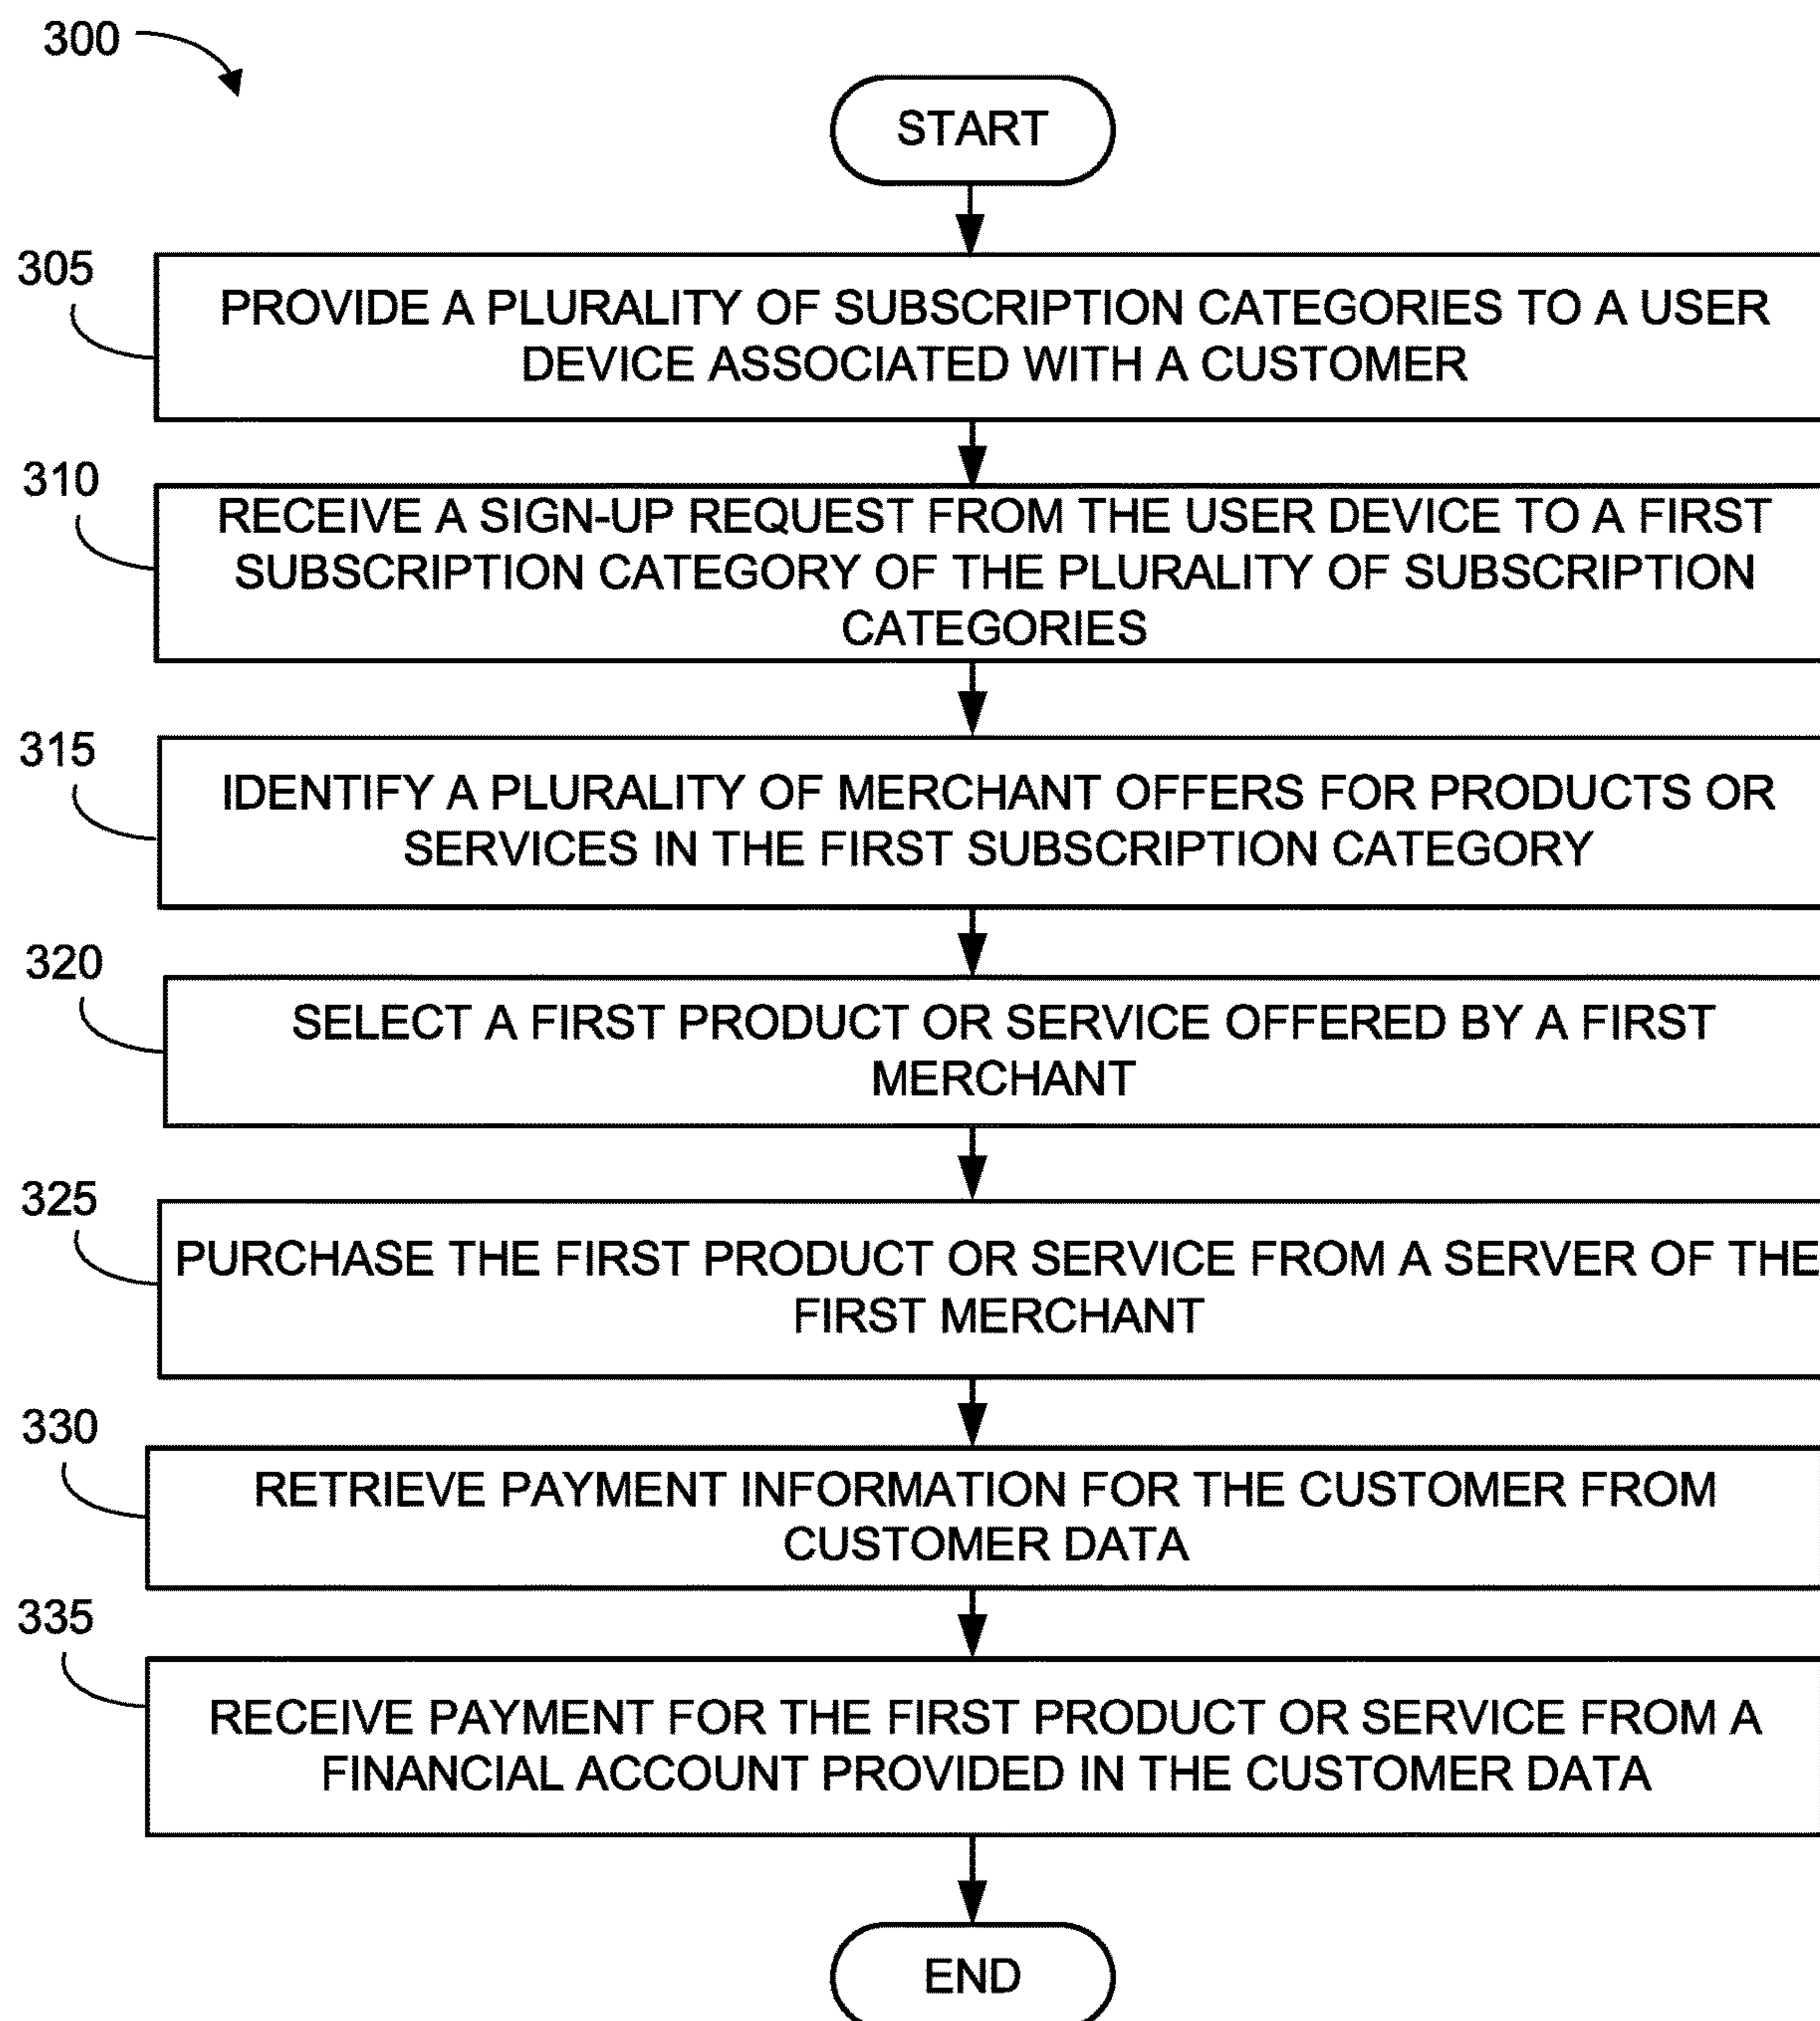 300
START
305
PROVIDE A PLURALITY OF SUBSCRIPTION CATEGORIES TO A USER
DEVICE ASSOCIATED WITH A CUSTOMER
310
RECEIVE A SIGN-UP REQUEST FROM THE USER DEVICE TO A FIRST
SUBSCRIPTION CATEGORY OF THE PLURALITY OF SUBSCRIPTION
CATEGORIES
315
IDENTIFY A PLURALITY OF MERCHANT OFFERS FOR PRODUCTS OR
SERVICES IN THE FIRST SUBSCRIPTION CATEGORY
320
SELECT A FIRST PRODUCT OR SERVICE OFFERED BY A FIRST
MERCHANT
325
PURCHASE THE FIRST PRODUCT OR SERVICE FROM A SERVER OF THE
FIRST MERCHANT
330
RETRIEVE PAYMENT INFORMATION FOR THE CUSTOMER FROM
CUSTOMER DATA
335
RECEIVE PAYMENT FOR THE FIRST PRODUCT OR SERVICE FROM A
FINANCIAL ACCOUNT PROVIDED IN THE CUSTOMER DATA
END